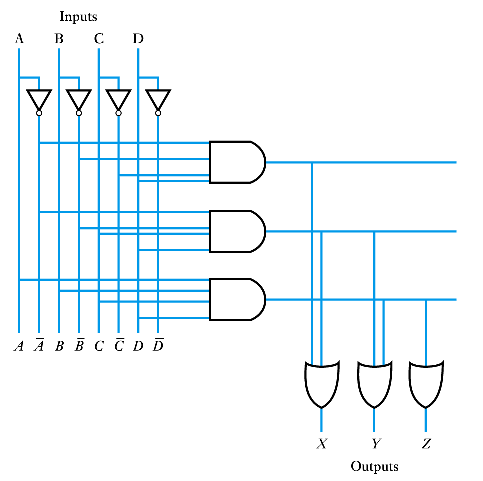 Inputs
A B C D
A A̅ B B̅ C C̅ D D̅
X Y Z
Outputs